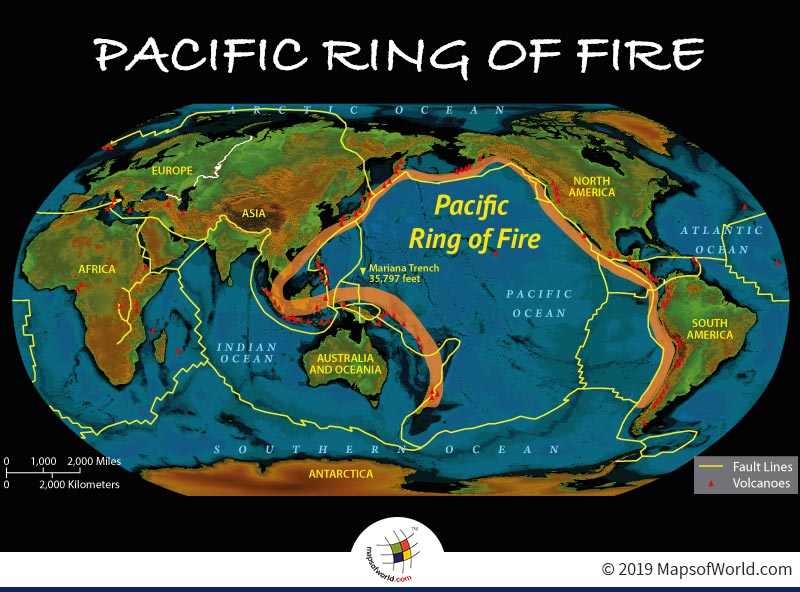 PACIFIC RING OF FIRE
ARCTIC OCEAN
EUROPE
ASIA
NORTH
AMERICA
Pacific
Ring of Fire
ATLANTIC
OCEAN
AFRICA
Mariana Trench
35,797 feet
PACIFIC
OCEAN
SOUTH
AMERICA
INDIAN
OCEAN
AUSTRALIA
AND OCEANIA
SOUTHERN OCEAN
ANTARCTICA
0 1,000 2,000 Miles
0 2,000 Kilometers
Fault Lines
Volcanoes
mapsofworld.com
TM
© 2019 MapsofWorld.com